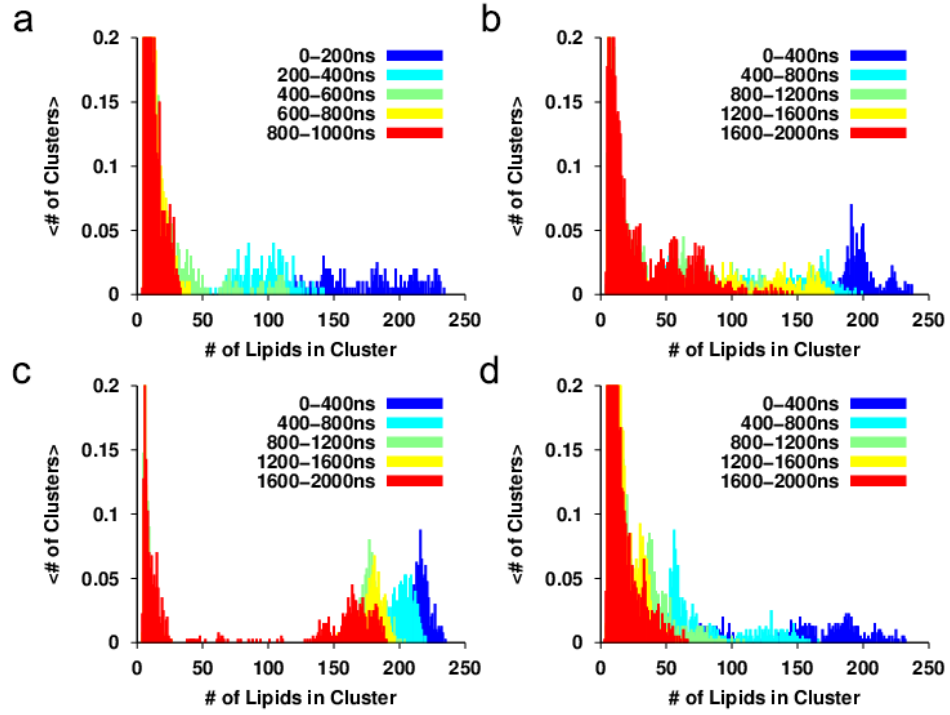 a
0.2
0.15
0.1
0.05
0
0 50 100 150 200 250
<# of Clusters>
# of Lipids in Cluster
0–200ns
200–400ns
400–600ns
600–800ns
800–1000ns
b
0.2
0.15
0.1
0.05
0
0 50 100 150 200 250
<# of Clusters>
# of Lipids in Cluster
0–400ns
400–800ns
800–1200ns
1200–1600ns
1600–2000ns
c
0.2
0.15
0.1
0.05
0
0 50 100 150 200 250
<# of Clusters>
# of Lipids in Cluster
0–400ns
400–800ns
800–1200ns
1200–1600ns
1600–2000ns
d
0.2
0.15
0.1
0.05
0
0 50 100 150 200 250
<# of Clusters>
# of Lipids in Cluster
0–400ns
400–800ns
800–1200ns
1200–1600ns
1600–2000ns